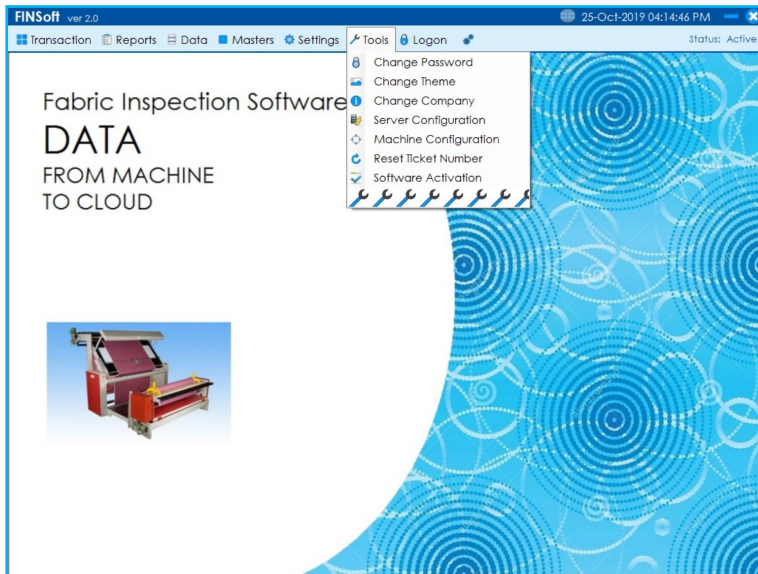 FINSoft ver 2.0
25-Oct-2019 04:14:46 PM
Transaction Reports Data Masters Settings Tools Logon
Status: Active
Change Password
Change Theme
Change Company
Server Configuration
Machine Configuration
Reset Ticket Number
Software Activation
Fabric Inspection Software
DATA
FROM MACHINE
TO CLOUD